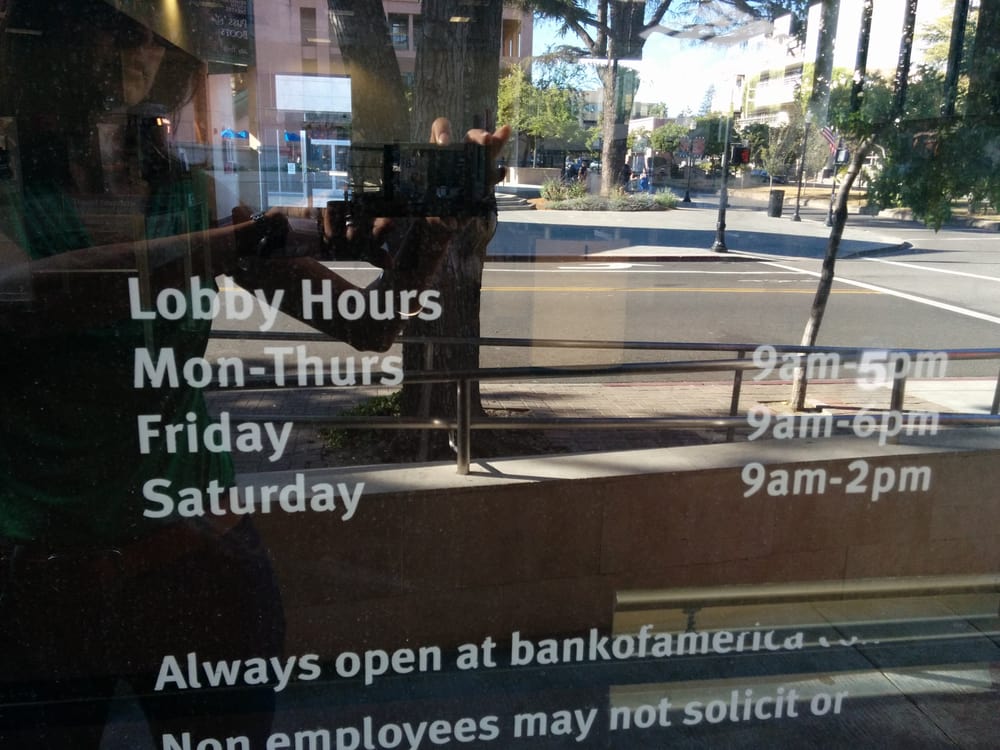 Lobby Hours
Mon-Thurs 9am-5pm
Friday 9am-6pm
Saturday 9am-2pm
Always open at bankofamerica
Non employees may not solicit or